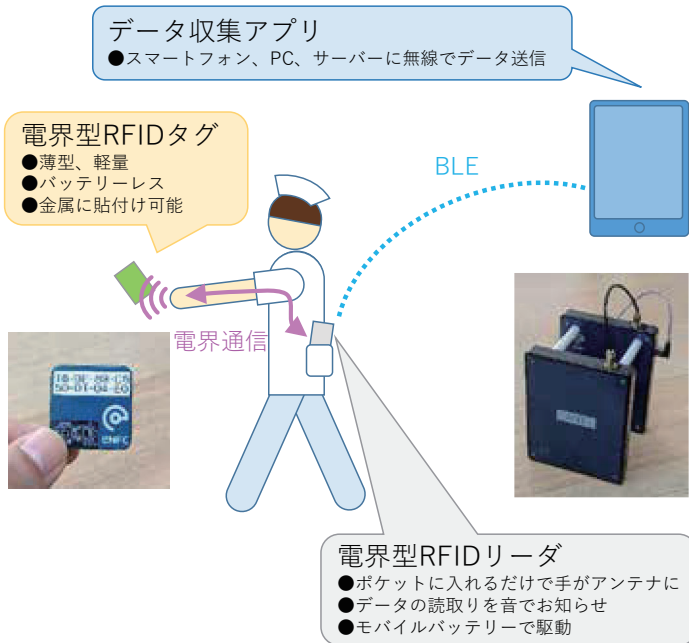 データ収集アプリ
●スマートフォン、PC、サーバーに無線でデータ送信
電界型RFIDタグ
●薄型、軽量
●バッテリーレス
●金属に貼付け可能
BLE
電界通信
ENFC
電界型RFIDリーダ
●ポケットに入れるだけで手がアンテナに
●データの読取りを音でお知らせ
●モバイルバッテリーで駆動